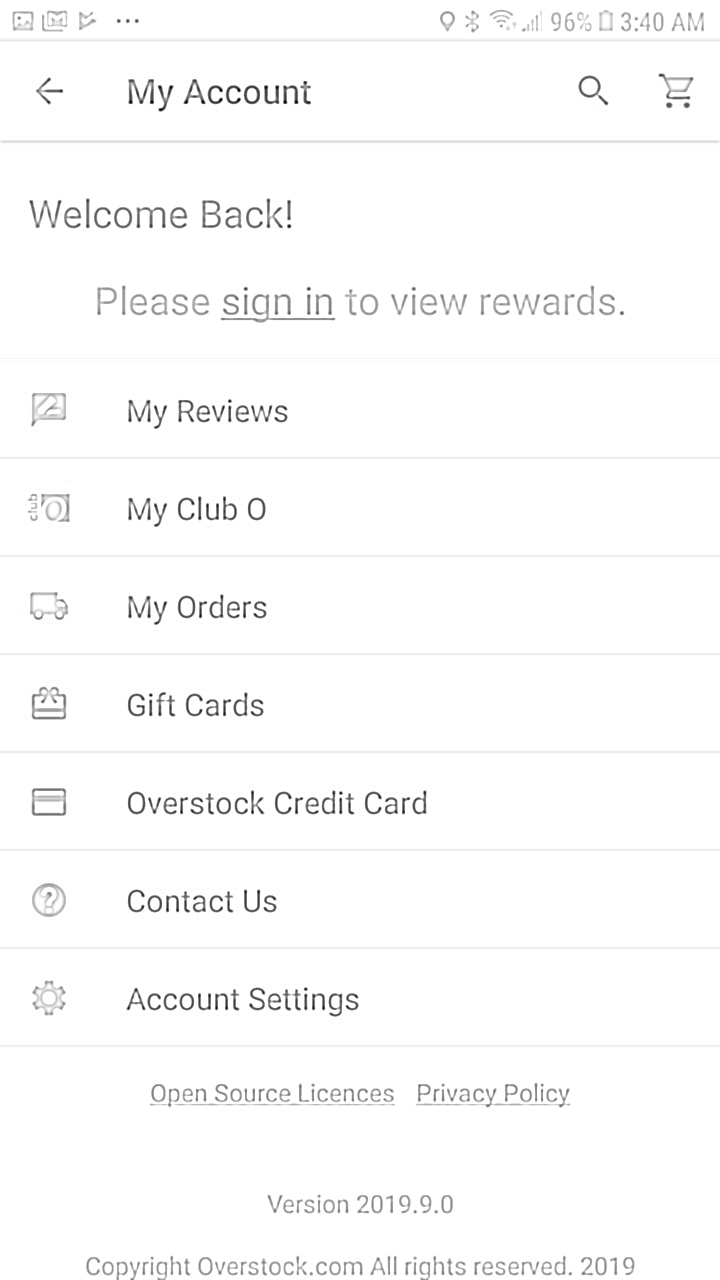 96% 3:40 AM
My Account
Welcome Back!
Please sign in to view rewards.
My Reviews
club O
My Club O
My Orders
Gift Cards
Overstock Credit Card
Contact Us
Account Settings
Open Source Licences Privacy Policy
Version 2019.9.0
Copyright Overstock.com All rights reserved. 2019